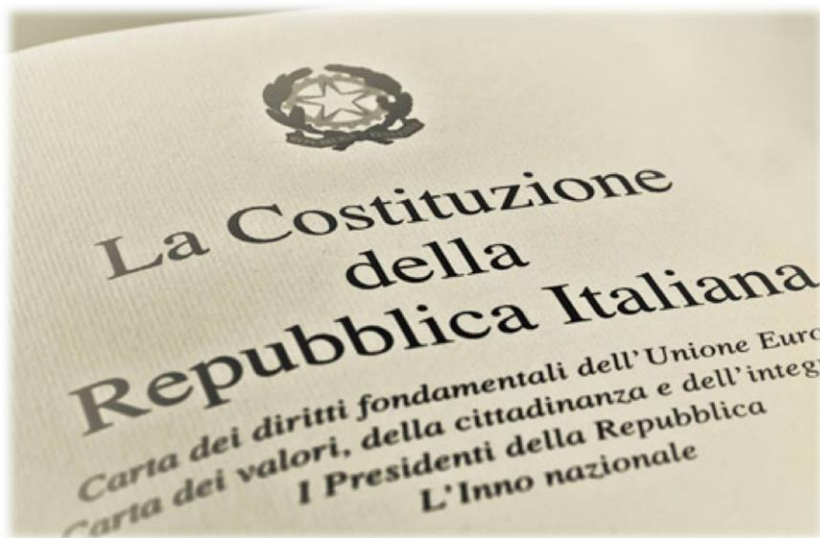 La Costituzione
della
Repubblica Italiana
Carta dei diritti fondamentali dell'Unione
Carta dei valori, della cittadinanza e
I Presidenti della Repubblica
L'Inno nazionale